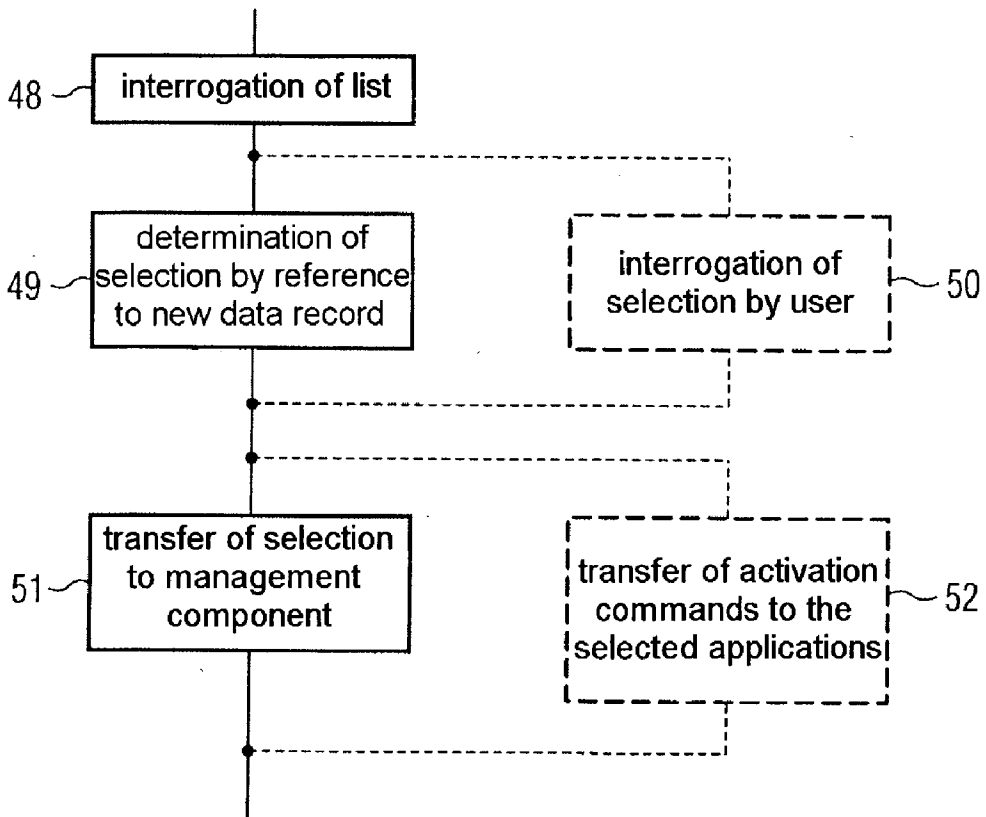 48
interrogation of list
49
determination of
selection by reference
to new data record
interrogation of
selection by user
50
51
transfer of selection
to management
component
transfer of activation
commands to the
selected applications
52